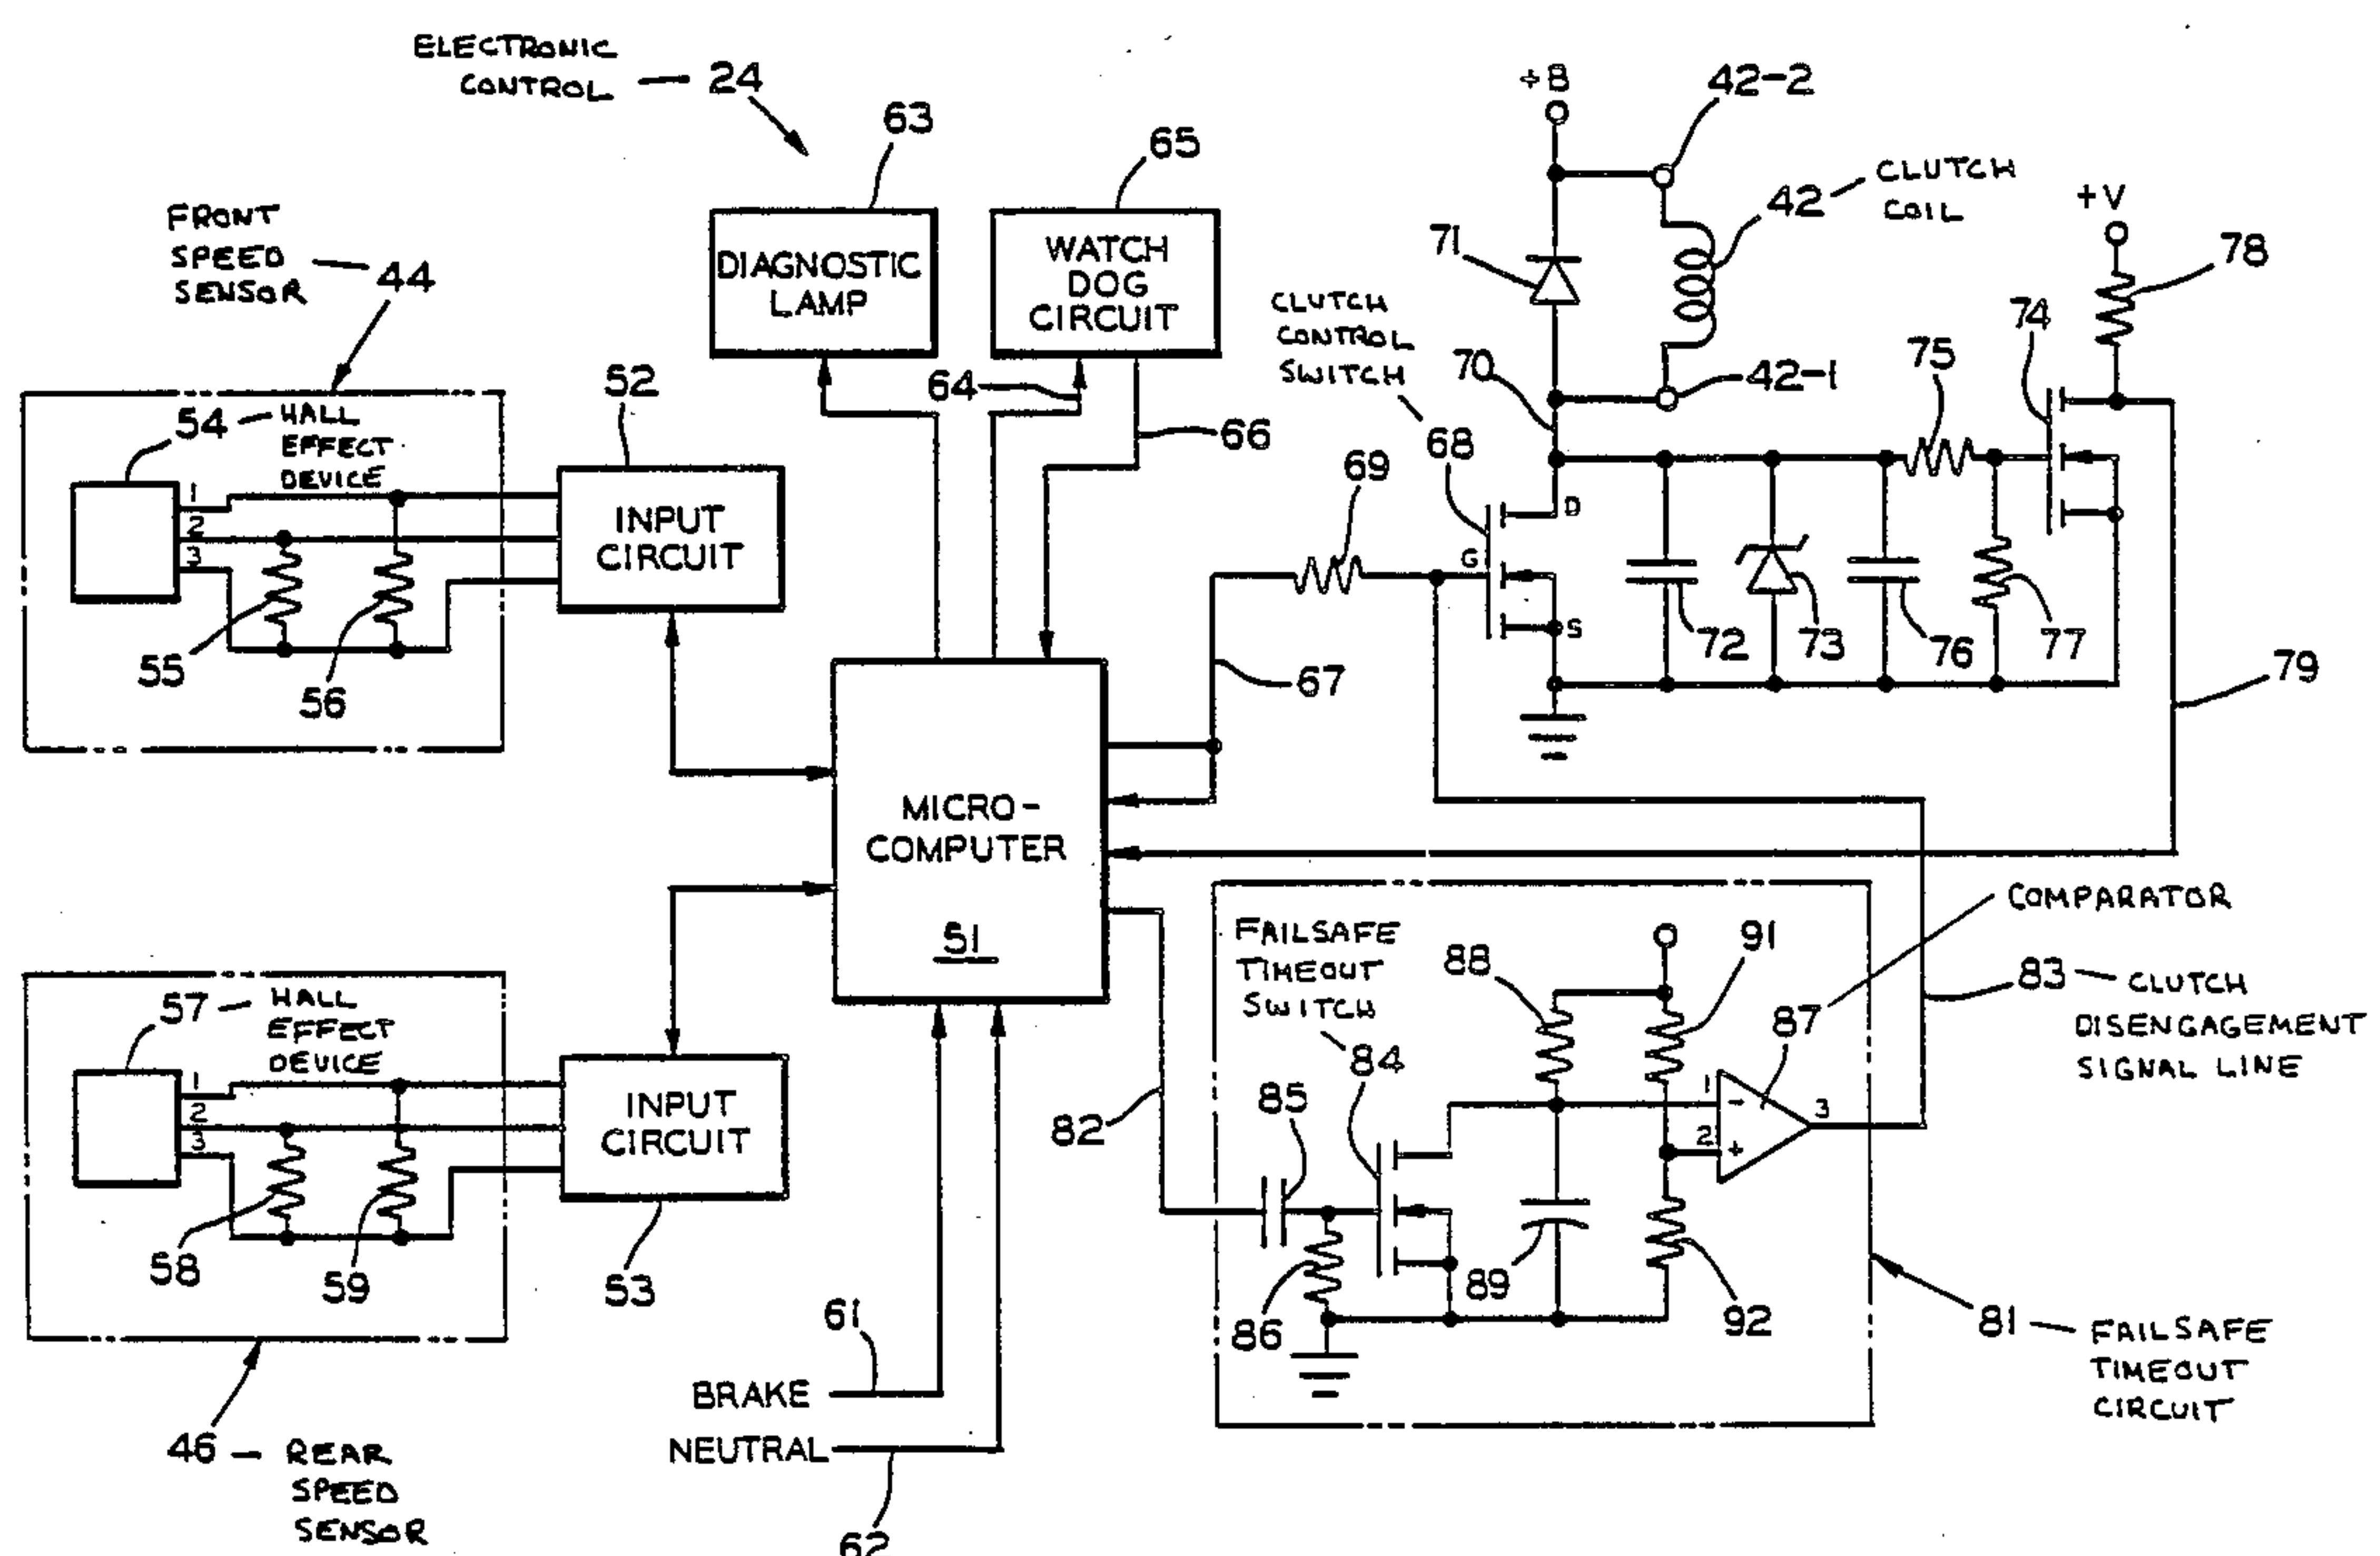 ELECTRONIC
CONTROL — 24
63
65
+B
42-2
42 — CLUTCH
COIL
+V
78
FRONT
SPEED
SENSOR — 44
DIAGNOSTIC
LAMP
WATCH
DOG
CIRCUIT
71
CLUTCH
CONTROL
SWITCH
74
75
70
42-1
64
66
68
52
54 — HALL
EFFECT
DEVICE
1
2
3
INPUT
CIRCUIT
69
D
G
S
55
56
72
73
76
77
67
79
MICRO-
COMPUTER
51
COMPARATOR
FAILSAFE
TIMEOUT
SWITCH
84
88
91
87
83 — CLUTCH
DISENGAGEMENT
SIGNAL LINE
57 — HALL
EFFECT
DEVICE
1
2
3
INPUT
CIRCUIT
82
85
1
-
2
+
3
58
59
53
86
89
92
81 — FAILSAFE
TIMEOUT
CIRCUIT
61
BRAKE
NEUTRAL
62
46 — REAR
SPEED
SENSOR